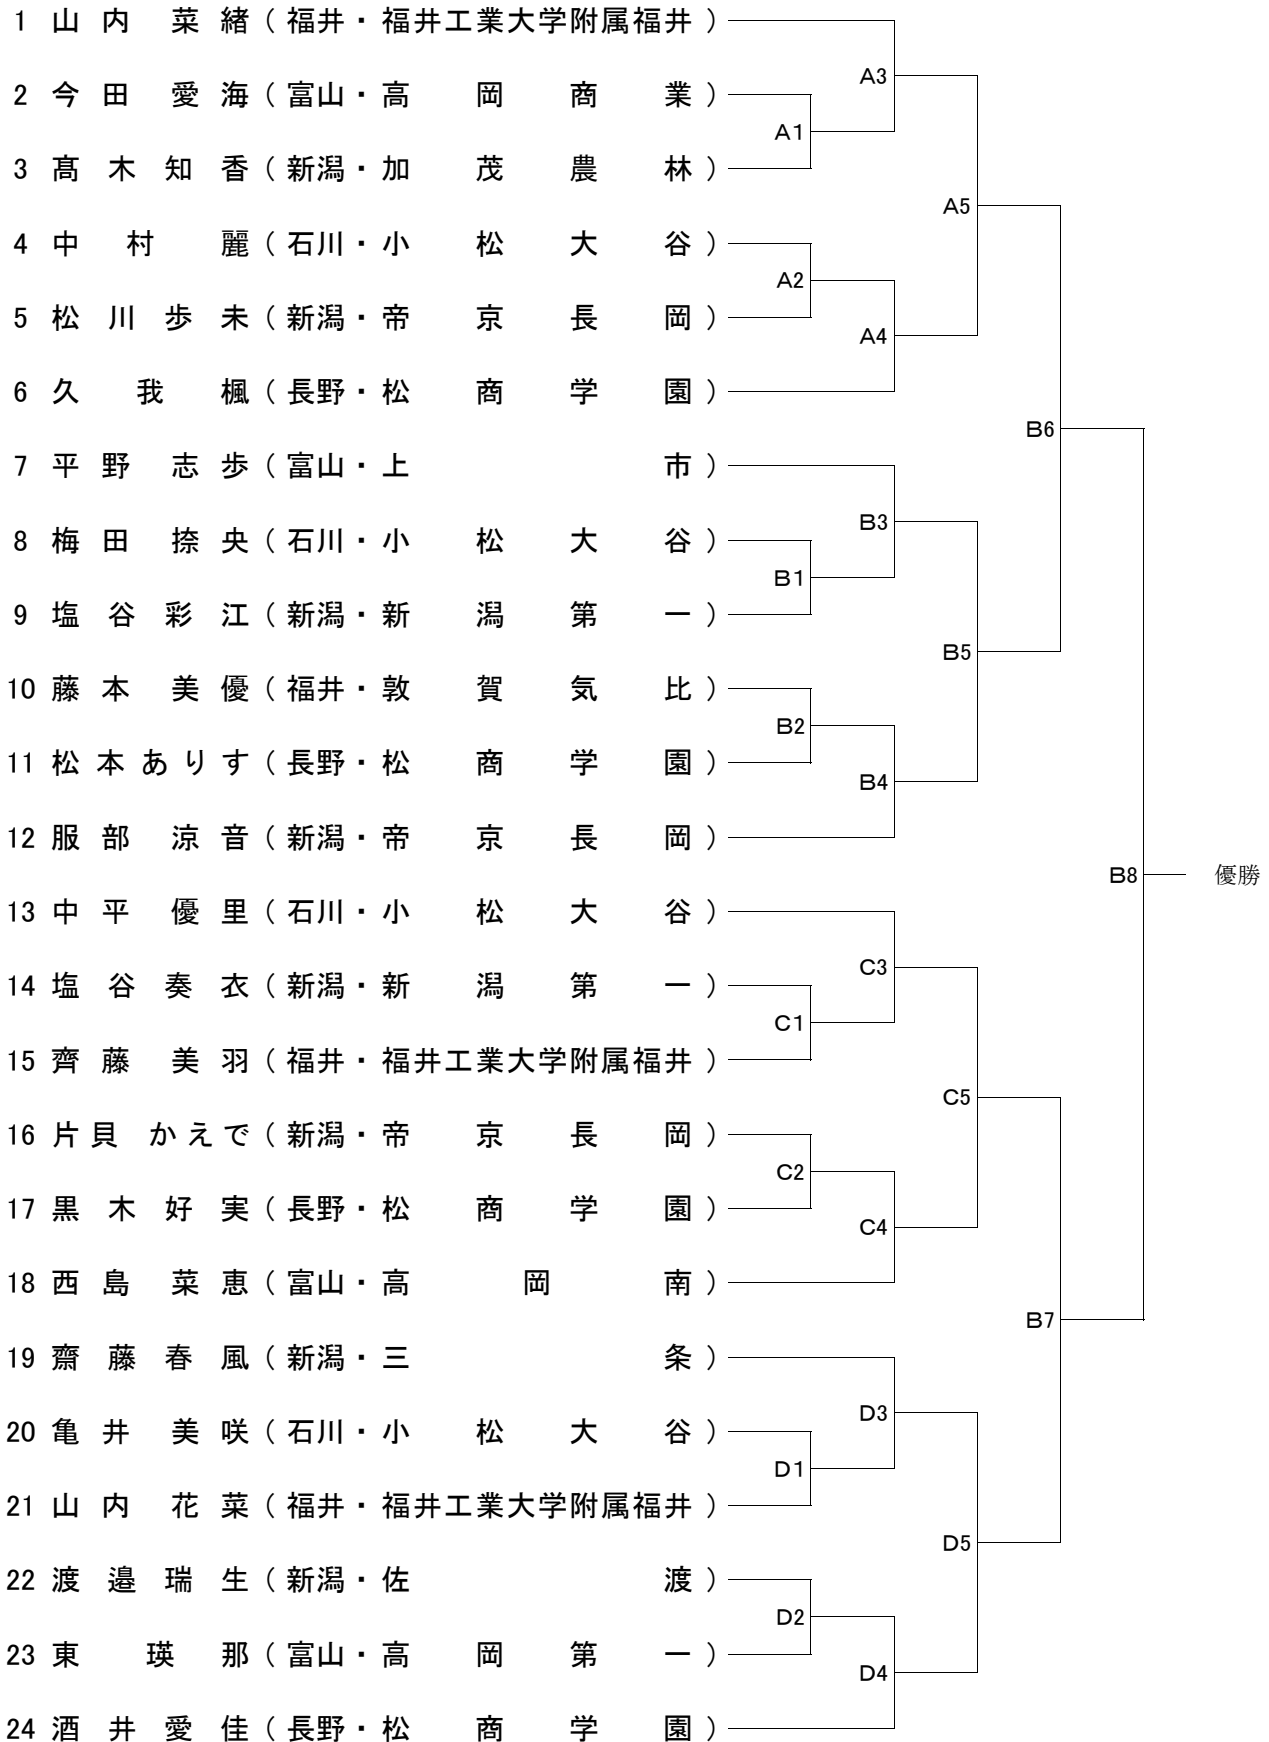 1 山内 菜緒（福井・福井工業大学附属福井）
A3
2 今田 愛海（富山・高岡商業）
A1
3 髙木知香（新潟・加茂農林）
A5
4 中村 麗（石川・小松大谷）
A2
5 松川歩未（新潟・帝京長岡）
A4
6 久我 楓（長野・松商学園）
B6
7 平野 志歩（富山・上市）
B3
8 梅田 捺央（石川・小松大谷）
B1
9 塩谷彩江（新潟・新潟第一）
B5
10 藤本 美優（福井・敦賀気比）
B2
11 松本ありす（長野・松商学園）
B4
12 服部 涼音（新潟・帝京長岡）
B8 優勝
13 中平 優里（石川・小松大谷）
C3
14 塩谷奏衣（新潟・新潟第一）
C1
15 齊藤 美羽（福井・福井工業大学附属福井）
C5
16 片貝 かえで（新潟・帝京長岡）
C2
17 黒木好実（長野・松商学園）
C4
18 西島 菜恵（富山・高岡南）
B7
19 齋藤春風（新潟・三条）
D3
20 亀井 美咲（石川・小松大谷）
D1
21 山内 花菜（福井・福井工業大学附属福井）
D5
22 渡邉瑞生（新潟・佐渡）
D2
23 東 瑛那（富山・高岡第一）
D4
24 酒井愛佳（長野・松商学園）